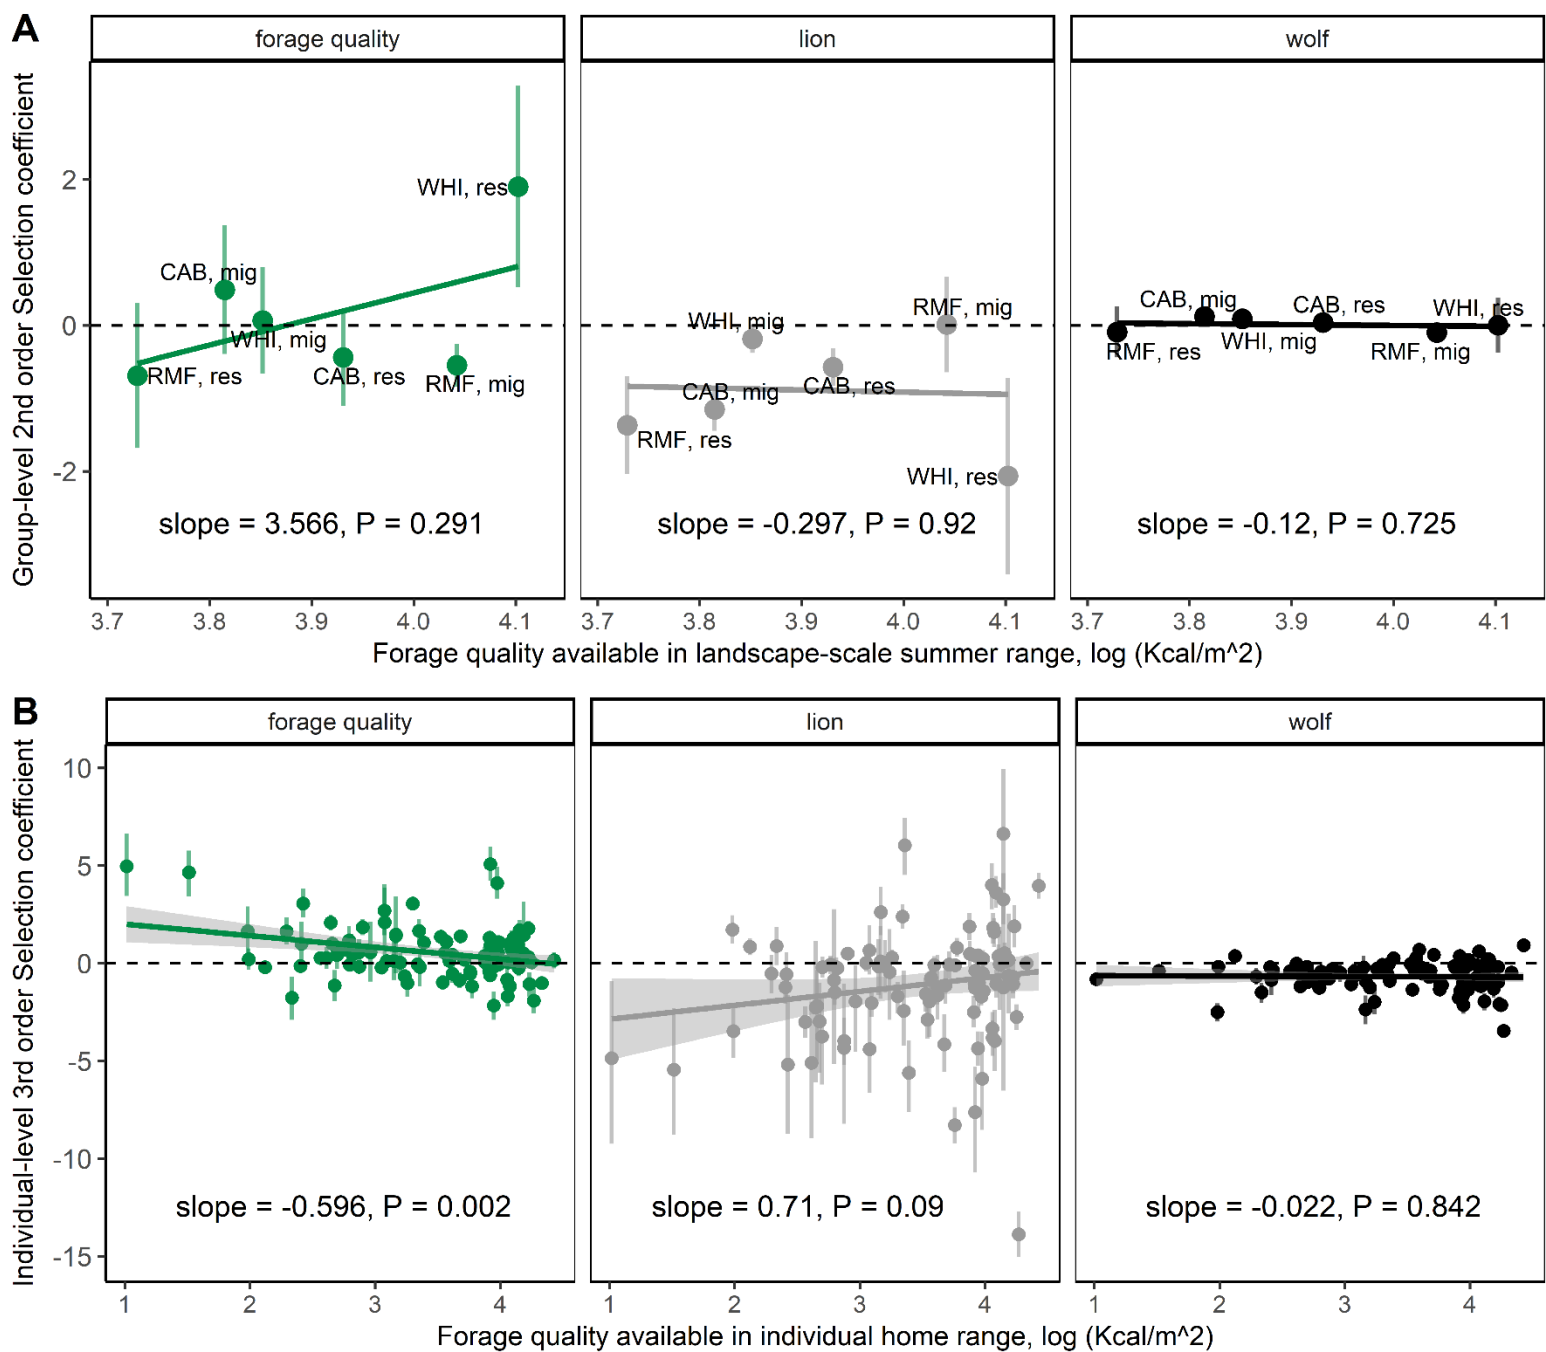 A
forage quality
lion
wolf
Group-level 2nd order Selection coefficient
2
0
-2
WHI, res
CAB, mig
WHI, mig
RMF, res
CAB, res
RMF, mig
slope = 3.566, P = 0.291
RMF, mig
WHI, mig
CAB, mig
CAB, res
RMF, res
WHI, res
slope = -0.297, P = 0.92
CAB, mig
CAB, res
WHI, res
RMF, res
WHI, mig
RMF, mig
slope = -0.12, P = 0.725
3.7 3.8 3.9 4.0 4.1
3.7 3.8 3.9 4.0 4.1
3.7 3.8 3.9 4.0 4.1
Forage quality available in landscape-scale summer range, log (Kcal/m^2)
B
forage quality
lion
wolf
Individual-level 3rd order Selection coefficient
10
5
0
-5
-10
-15
slope = -0.596, P = 0.002
slope = 0.71, P = 0.09
slope = -0.022, P = 0.842
1 2 3 4
1 2 3 4
1 2 3 4
Forage quality available in individual home range, log (Kcal/m^2)